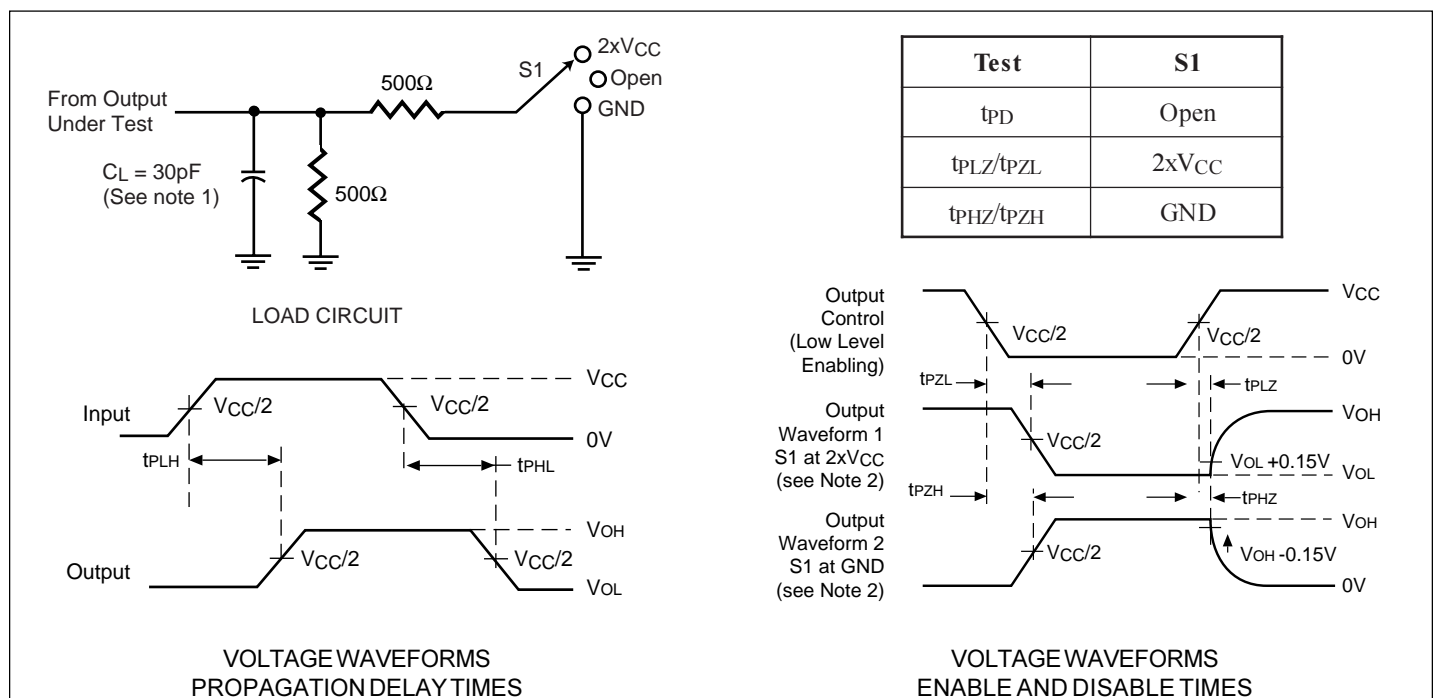 2xVCC
S1
Open
500Ω
GND
From Output
Under Test
CL = 30pF
(See note 1)
500Ω
LOAD CIRCUIT
Test S1
tPD Open
tPLZ/tPZL 2xVCC
tPHZ/tPZH GND
Input
VCC/2
VCC/2
VCC
0V
tPLH
tPHL
Output
VCC/2
VCC/2
VOH
VOL
VOLTAGE WAVEFORMS
PROPAGATION DELAY TIMES
Output
Control
(Low Level
Enabling)
VCC/2
VCC/2
VCC
0V
tPZL
tPLZ
Output
Waveform 1
S1 at 2xVCC
(see Note 2)
VCC/2
VOH
VOL +0.15V
VOL
tPZH
tPHZ
Output
Waveform 2
S1 at GND
(see Note 2)
VCC/2
VOH
VOH -0.15V
0V
VOLTAGE WAVEFORMS
ENABLE AND DISABLE TIMES